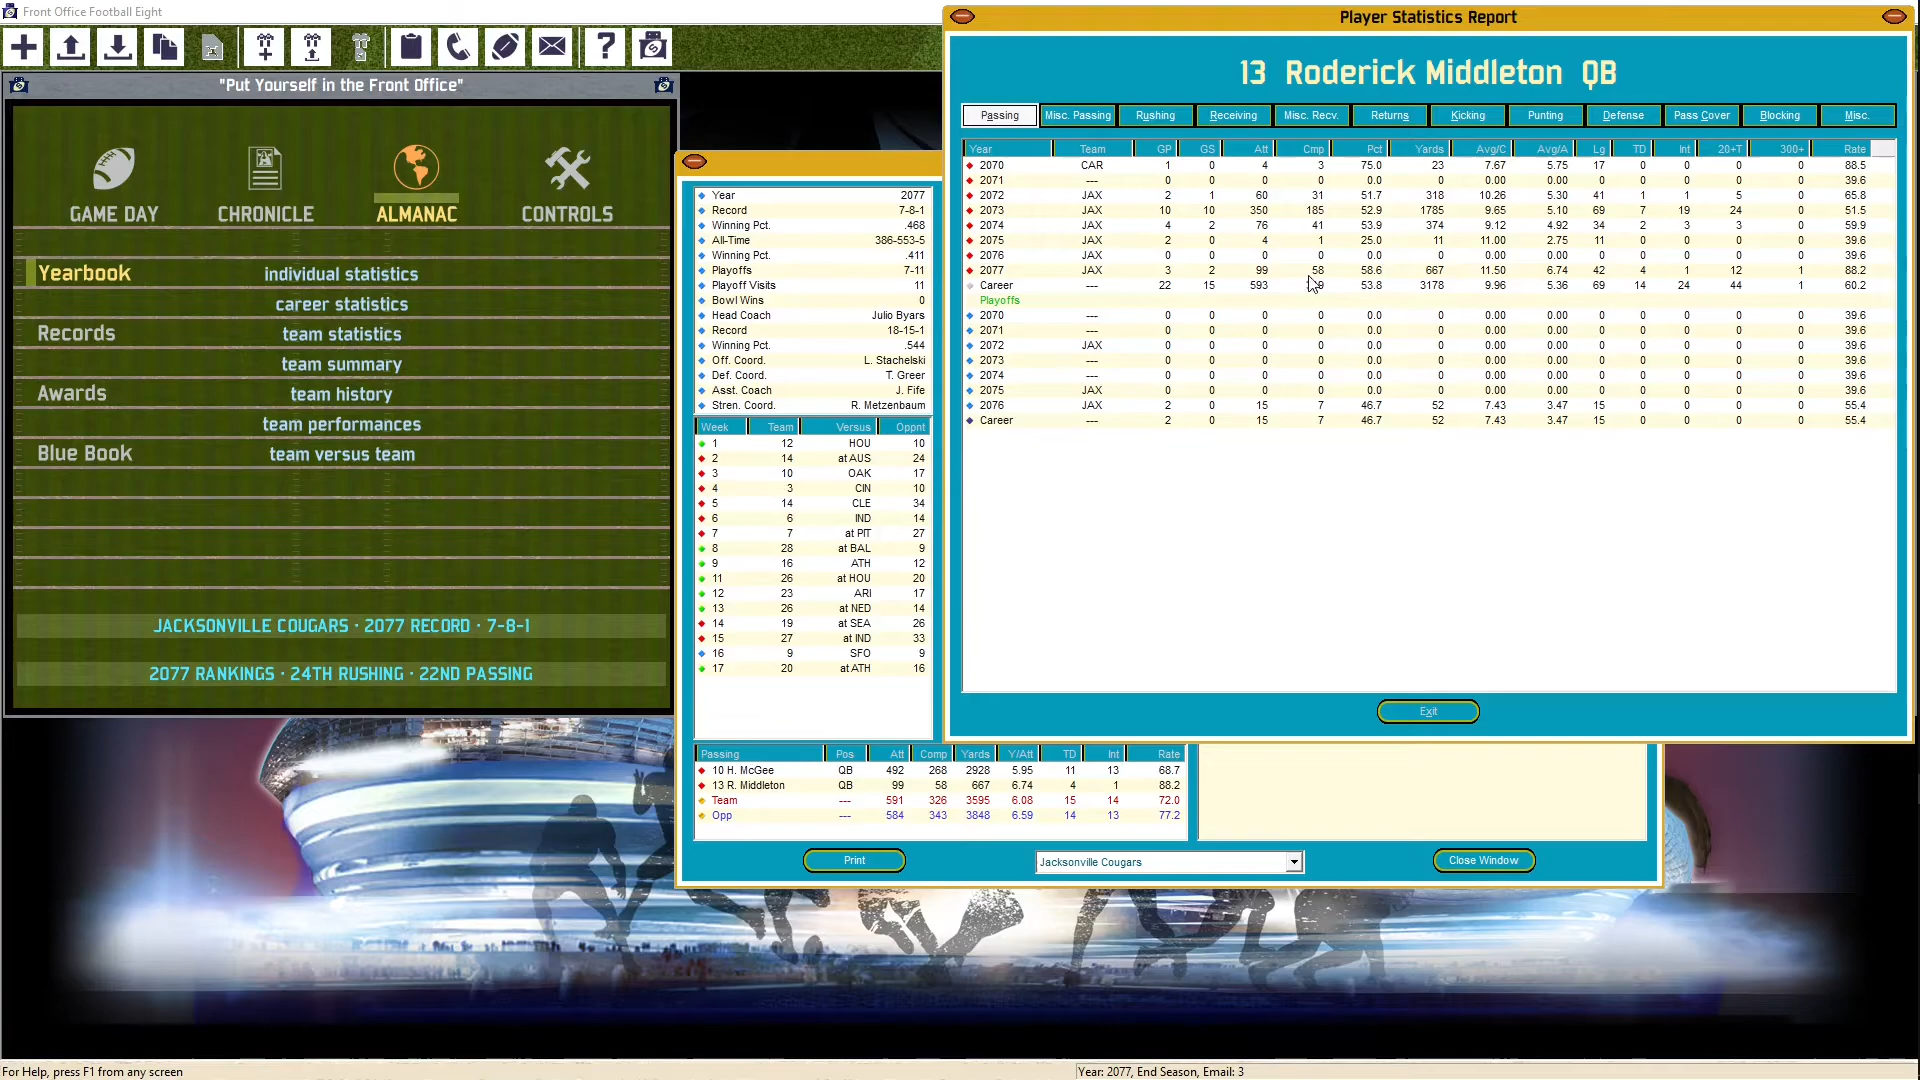 Front Office Football Eight
"Put Yourself in the Front Office"
GAME DAY CHRONICLE ALMANAC CONTROLS
Yearbook individual statistics
career statistics
Records team statistics
team summary
Awards team history
team performances
Blue Book team versus team
JACKSONVILLE COUGARS · 2077 RECORD · 7-8-1
2077 RANKINGS · 24TH RUSHING · 22ND PASSING
Year 2077
Record 7-8-1
Winning Pct. .468
All-Time 386-553-5
Winning Pct. .411
Playoffs 7-11
Playoff Visits 11
Bowl Wins 0
Head Coach Julio Byars
Record 18-15-1
Winning Pct. .544
Off. Coord. L. Stachelski
Def. Coord. T. Greer
Asst. Coach J. Fife
Stren. Coord. R. Metzenbaum
Week Team Versus Oppnt
1 12 HOU 10
2 14 at AUS 24
3 10 OAK 17
4 3 CIN 10
5 14 CLE 34
6 6 IND 14
7 7 at PIT 27
8 28 at BAL 9
9 16 ATH 12
11 26 at HOU 20
12 23 ARI 17
13 26 at NED 14
14 19 at SEA 26
15 27 at IND 33
16 9 SFO 9
17 20 at ATH 16
Passing Pos Att Comp Yards Y/Att TD Int Rate
10 H. McGee QB 492 268 2928 5.95 11 13 68.7
13 R. Middleton QB 99 58 667 6.74 4 1 88.2
Team --- 591 326 3595 6.08 15 14 72.0
Opp --- 584 343 3848 6.59 14 13 77.2
Print Jacksonville Cougars Close Window
Player Statistics Report
13 Roderick Middleton QB
Passing Misc. Passing Rushing Receiving Misc. Recv. Returns Kicking Punting Defense Pass Cover Blocking Misc.
Year Team GP GS Att Cmp Pct Yards Avg/C Avg/A Lg TD Int 20+T 300+ Rate
2070 CAR 1 0 4 3 75.0 23 7.67 5.75 17 0 0 0 0 88.5
2071 --- 0 0 0 0 0.0 0 0.00 0.00 0 0 0 0 0 39.6
2072 JAX 2 1 60 31 51.7 318 10.26 5.30 41 1 1 5 0 65.8
2073 JAX 10 10 350 185 52.9 1785 9.65 5.10 69 7 19 24 0 51.5
2074 JAX 4 2 76 41 53.9 374 9.12 4.92 34 2 3 3 0 59.9
2075 JAX 2 0 4 1 25.0 11 11.00 2.75 11 0 0 0 0 39.6
2076 JAX 0 0 0 0 0.0 0 0.00 0.00 0 0 0 0 0 39.6
2077 JAX 3 2 99 58 58.6 667 11.50 6.74 42 4 1 12 1 88.2
Career --- 22 15 593 53.8 3178 9.96 5.36 69 14 24 44 1 60.2
Playoffs
2070 --- 0 0 0 0 0.0 0 0.00 0.00 0 0 0 0 0 39.6
2071 --- 0 0 0 0 0.0 0 0.00 0.00 0 0 0 0 0 39.6
2072 JAX 0 0 0 0 0.0 0 0.00 0.00 0 0 0 0 0 39.6
2073 --- 0 0 0 0 0.0 0 0.00 0.00 0 0 0 0 0 39.6
2074 --- 0 0 0 0 0.0 0 0.00 0.00 0 0 0 0 0 39.6
2075 JAX 0 0 0 0 0.0 0 0.00 0.00 0 0 0 0 0 39.6
2076 JAX 2 0 15 7 46.7 52 7.43 3.47 15 0 0 0 0 55.4
Career --- 2 0 15 7 46.7 52 7.43 3.47 15 0 0 0 0 55.4
Exit
For Help, press F1 from any screen
Year: 2077, End Season, Email: 3